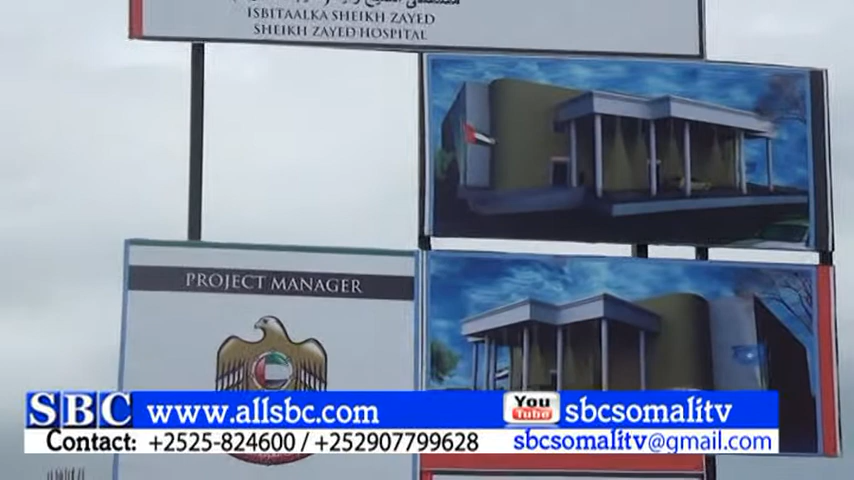 ISBITAALKA SHEIKH ZAYED
SHEIKH ZAYED HOSPITAL
PROJECT MANAGER
SBC www.allsbc.com You Tube sbcsomalitv
Contact: +2525-824600 / +252907799628 sbcsomalitv@gmail.com